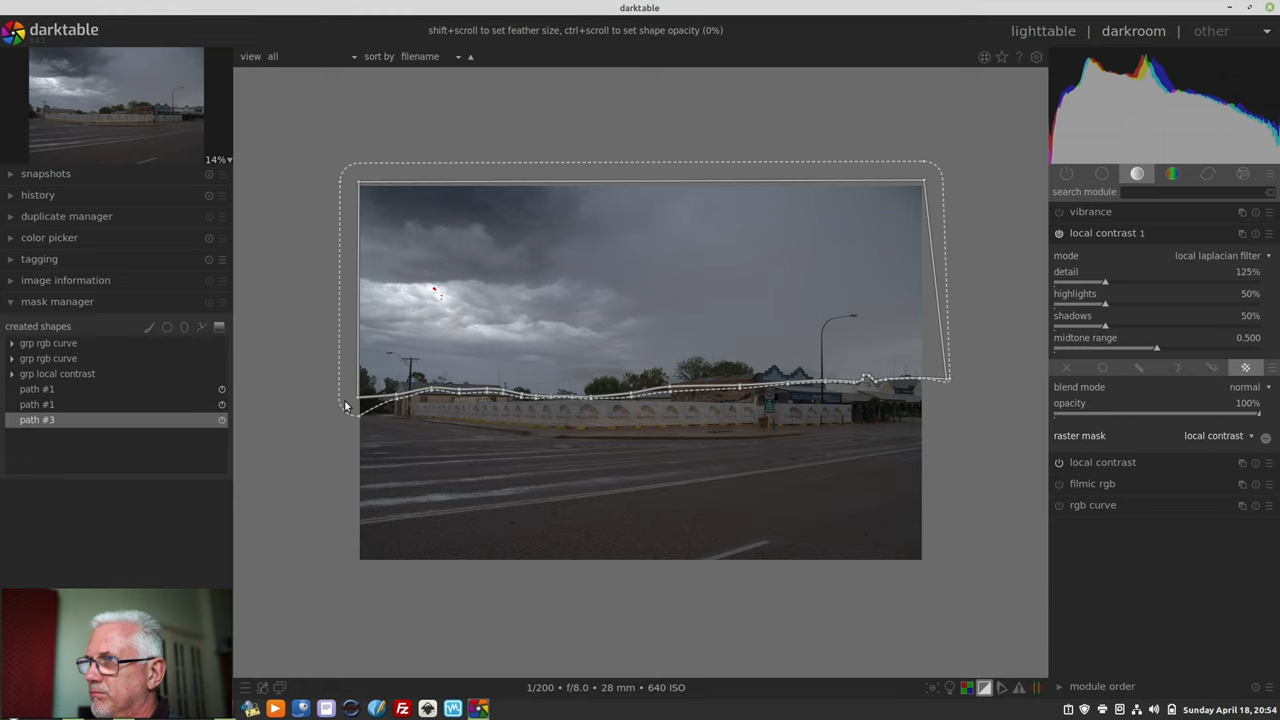 darktable
darktable
3.4.1
shift+scroll to set feather size, ctrl+scroll to set shape opacity (0%)
lighttable | darkroom | other
view all sort by filename
14%
snapshots
history
duplicate manager
color picker
tagging
image information
mask manager
created shapes
grp rgb curve
grp rgb curve
grp local contrast
path #1
path #1
path #3
search module
vibrance
local contrast 1
mode local laplacian filter
detail 125%
highlights 50%
shadows 50%
midtone range 0.500
blend mode normal
opacity 100%
raster mask local contrast
local contrast
filmic rgb
rgb curve
1/200 • f/8.0 • 28 mm • 640 ISO
module order
Sunday April 18, 20:54